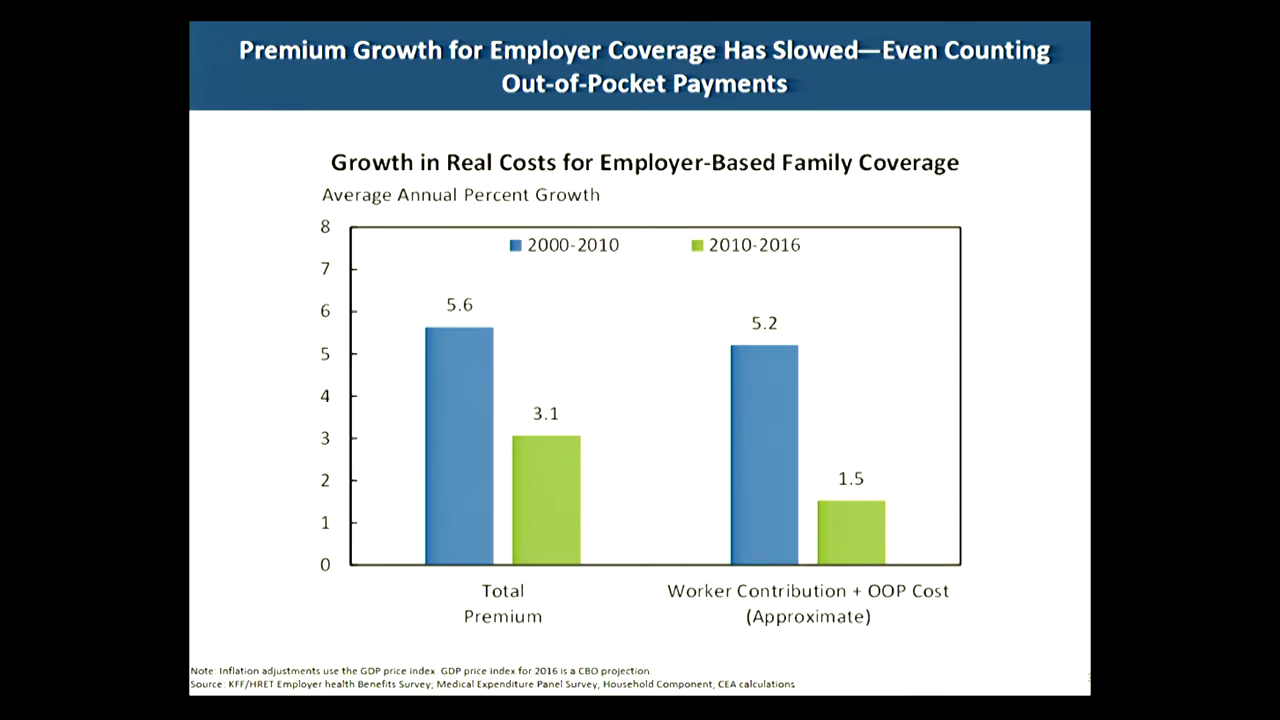 Premium Growth for Employer Coverage Has Slowed—Even Counting
Out-of-Pocket Payments
Growth in Real Costs for Employer-Based Family Coverage
Average Annual Percent Growth
8
2000-2010 2010-2016
7
6
5.6
5.2
5
4
3.1
3
2
1.5
1
0
Total
Premium
Worker Contribution + OOP Cost
(Approximate)
Note: Inflation adjustments use the GDP price index. GDP price index for 2016 is a CBO projection.
Source: KFF/HRET Employer health Benefits Survey; Medical Expenditure Panel Survey, Household Component, CEA calculations